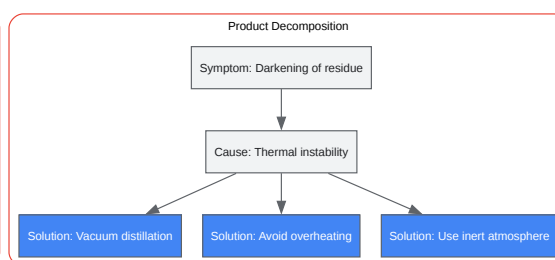 Product Decomposition
Symptom: Darkening of residue
Cause: Thermal instability
Solution: Vacuum distillation
Solution: Avoid overheating
Solution: Use inert atmosphere